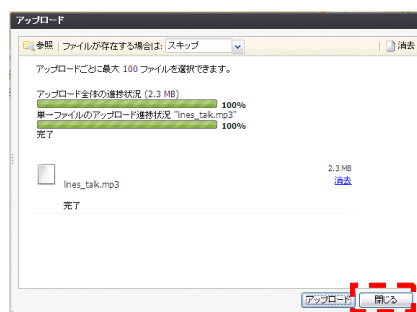 アップロード
参照 ファイルが存在する場合は: スキップ 消去
アップロードごとに最大 100 ファイルを選択できます。
アップロード全体の進捗状況 (2.3 MB)
100%
単一ファイルのアップロード進捗状況 "lnes_talk.mp3"
100%
完了
2.3 MB
lnes_talk.mp3 消去
完了
アップロード 閉じる